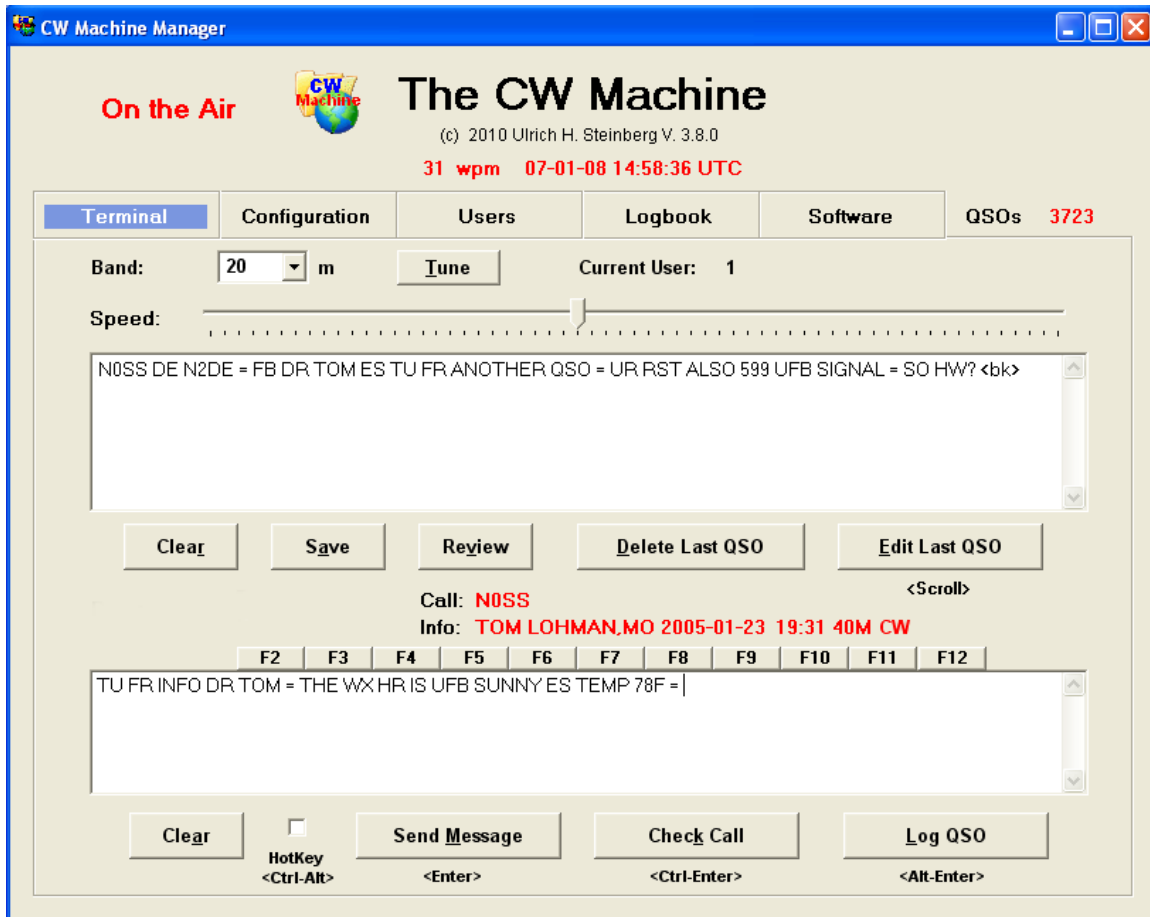 CW Machine Manager
On the Air
CW Machine
The CW Machine
(c) 2010 Ulrich H. Steinberg V. 3.8.0
31 wpm 07-01-08 14:58:36 UTC
Terminal Configuration Users Logbook Software QSOs 3723
Band: 20 m Tune Current User: 1
Speed:
N0SS DE N2DE = FB DR TOM ES TU FR ANOTHER QSO = UR RST ALSO 599 UFB SIGNAL = SO HW? <bk>
Clear Save Review Delete Last QSO Edit Last QSO
<Scroll>
Call: N0SS
Info: TOM LOHMAN,MO 2005-01-23 19:31 40M CW
F2 F3 F4 F5 F6 F7 F8 F9 F10 F11 F12
TU FR INFO DR TOM = THE WX HR IS UFB SUNNY ES TEMP 78F =
Clear HotKey Send Message Check Call Log QSO
<Ctrl-Alt> <Enter> <Ctrl-Enter> <Alt-Enter>